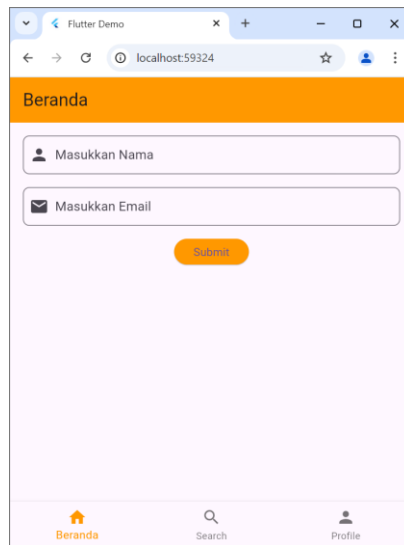 Flutter Demo
localhost:59324
Beranda
Masukkan Nama
Masukkan Email
Submit
Beranda Search Profile